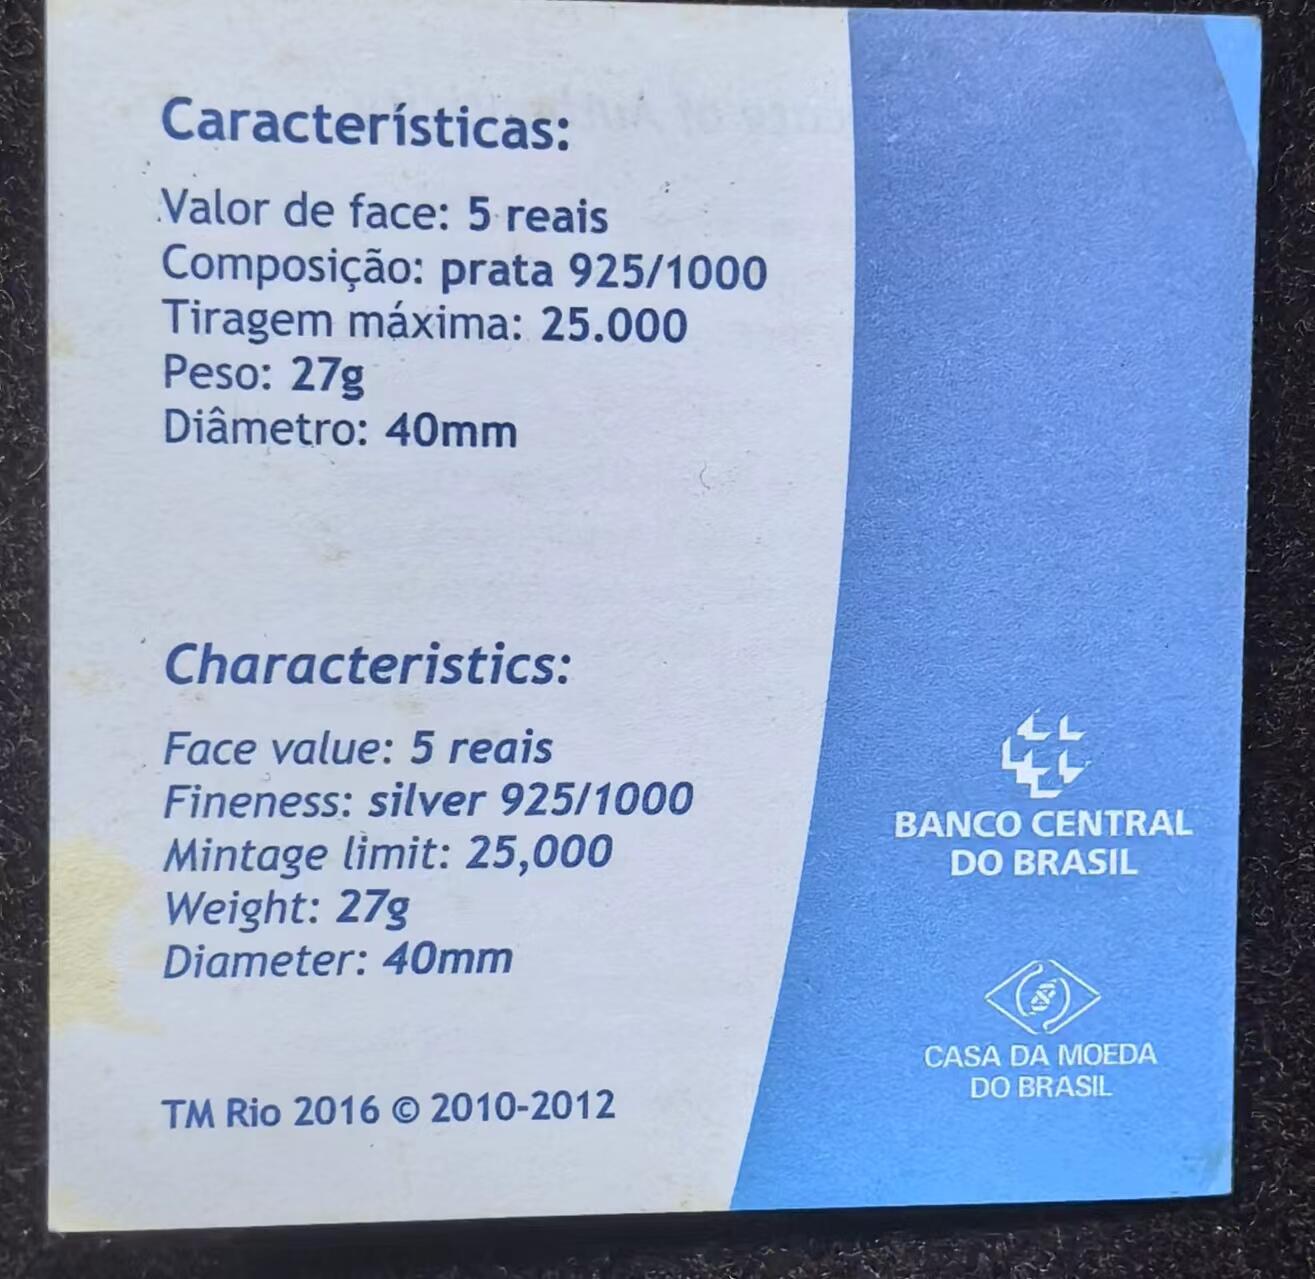 Características:
Valor de face: 5 reais
Composição: prata 925/1000
Tiragem máxima: 25.000
Peso: 27g
Diâmetro: 40mm
Characteristics:
Face value: 5 reais
Fineness: silver 925/1000
Mintage limit: 25,000
Weight: 27g
Diameter: 40mm
TM Rio 2016 © 2010-2012
BANCO CENTRAL
DO BRASIL
CASA DA MOEDA
DO BRASIL